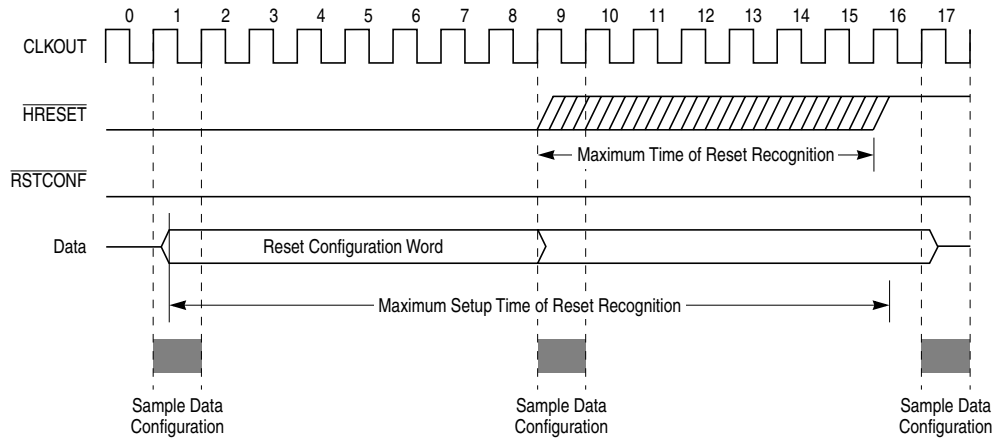 0 1 2 3 4 5 6 7 8 9 10 11 12 13 14 15 16 17
CLKOUT
HRESET
Maximum Time of Reset Recognition
RSTCONF
Data
Reset Configuration Word
Maximum Setup Time of Reset Recognition
Sample Data
Configuration
Sample Data
Configuration
Sample Data
Configuration